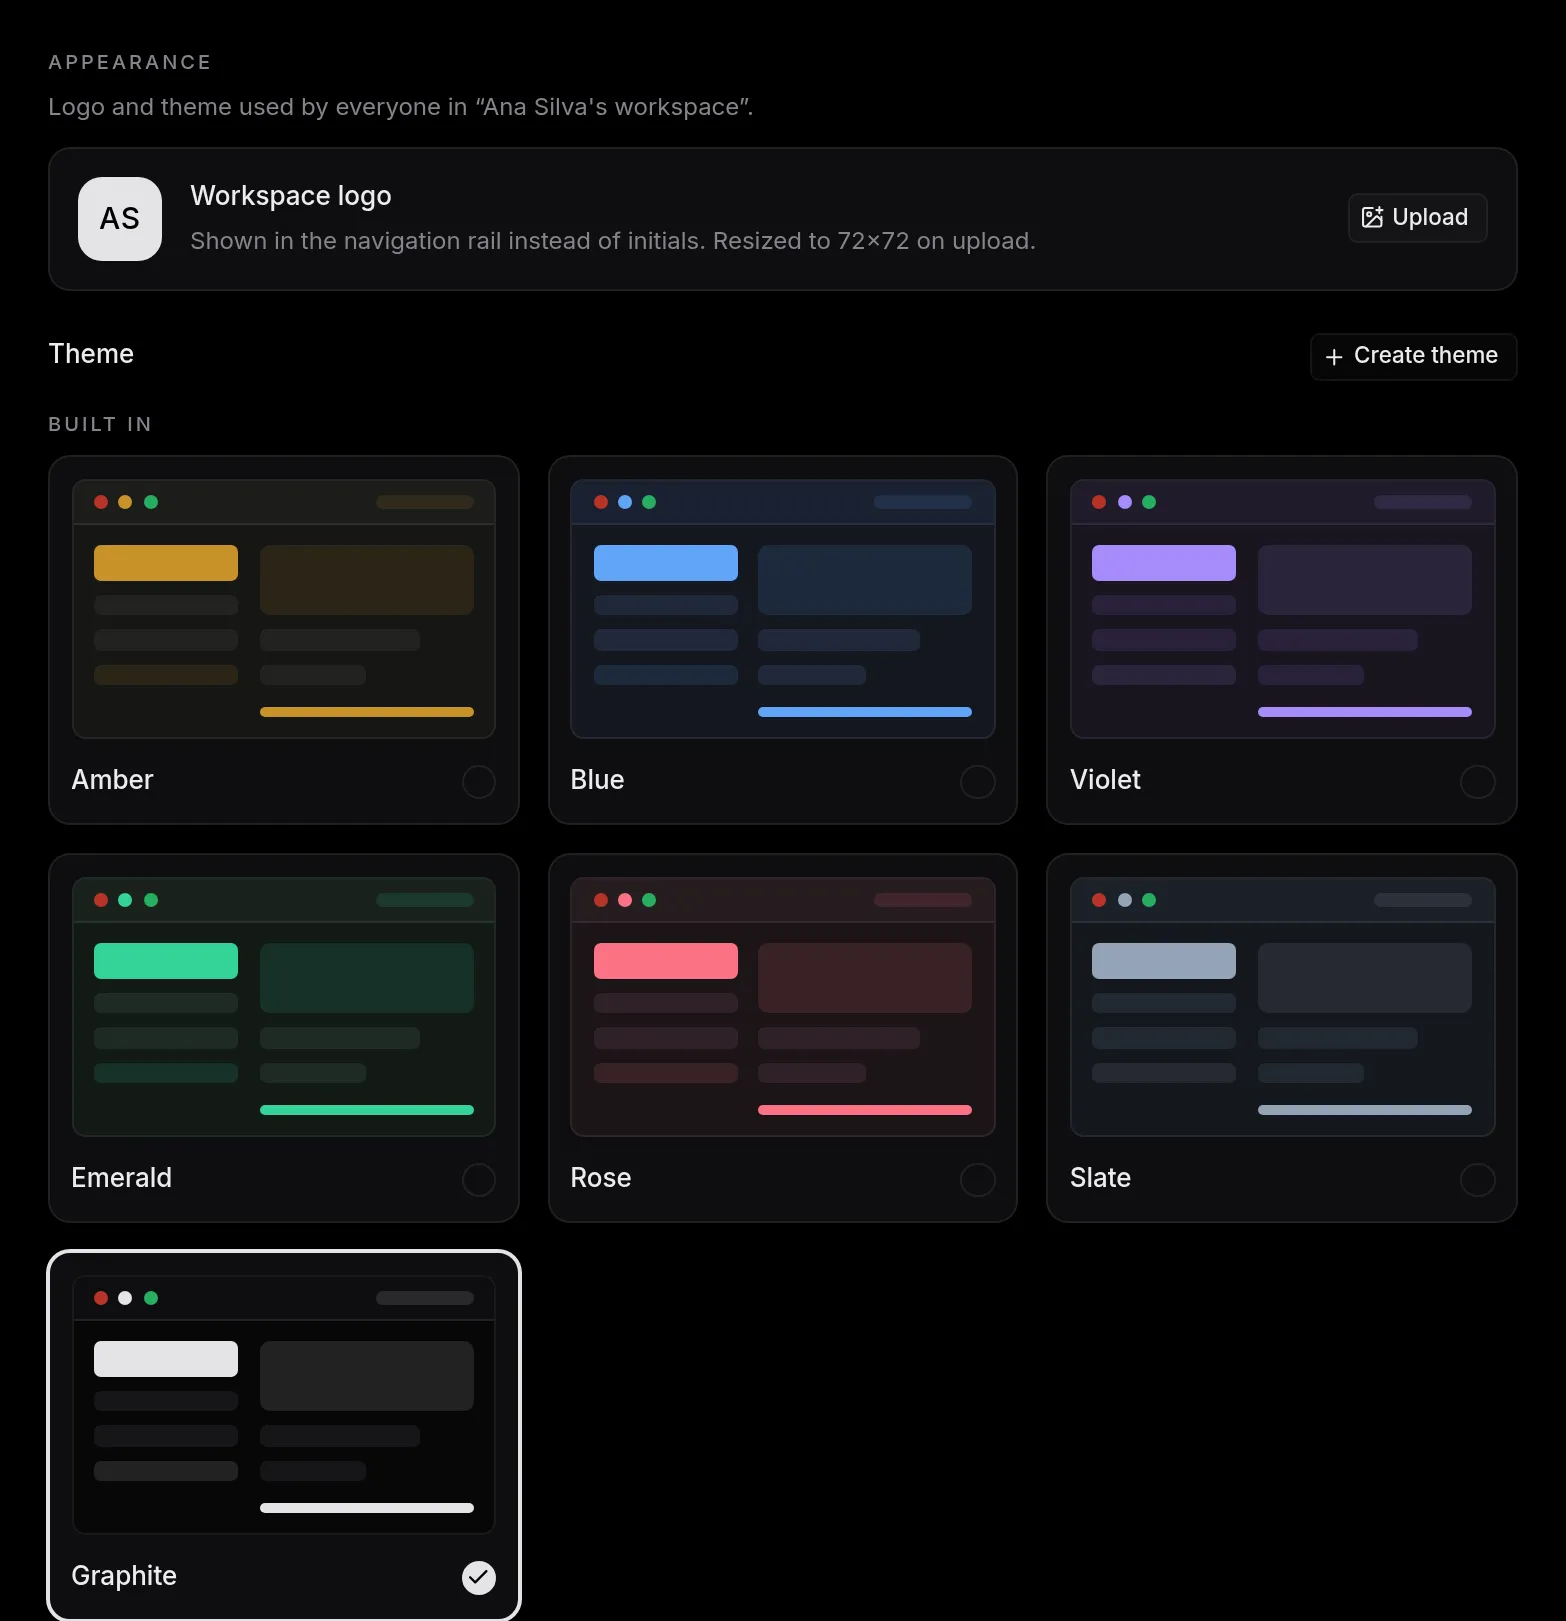 APPEARANCE
Logo and theme used by everyone in “Ana Silva's workspace”.
AS
Workspace logo
Shown in the navigation rail instead of initials. Resized to 72×72 on upload.
Upload
Theme
Create theme
BUILT IN
Amber
Blue
Violet
Emerald
Rose
Slate
Graphite